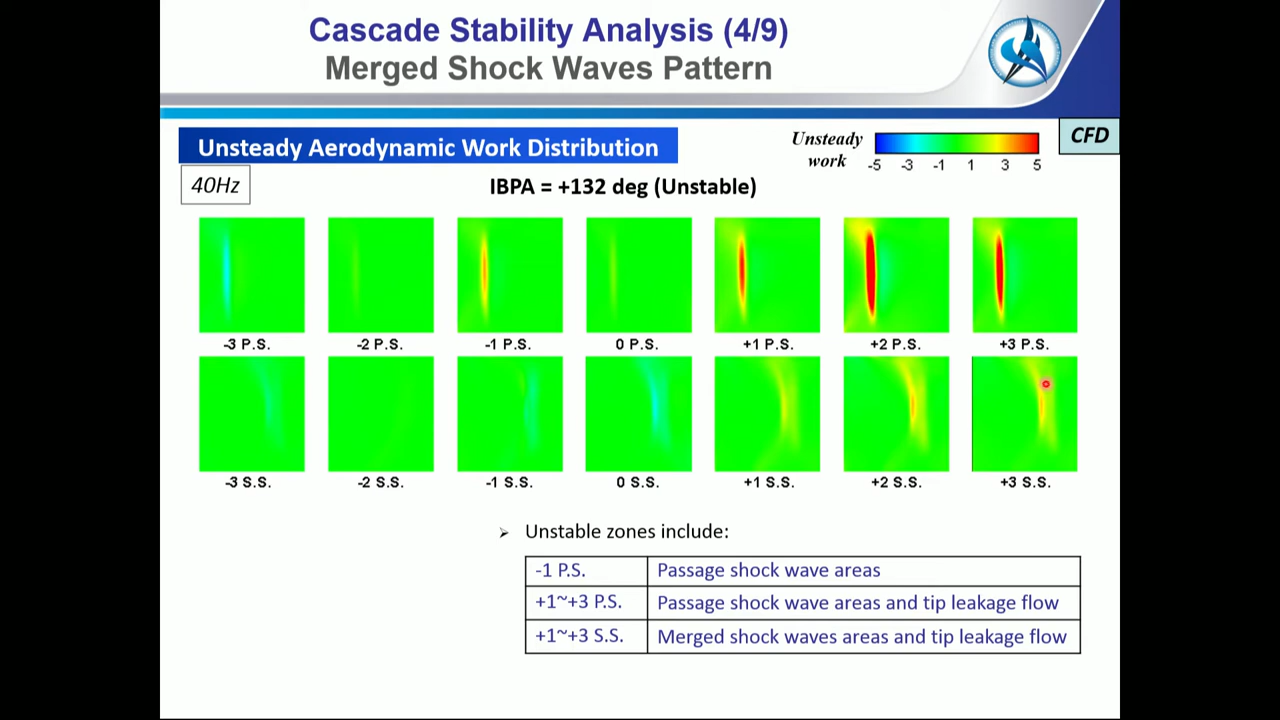 Cascade Stability Analysis (4/9)
Merged Shock Waves Pattern
Unsteady Aerodynamic Work Distribution
Unsteady
work
-5 -3 -1 1 3 5
CFD
40Hz
IBPA = +132 deg (Unstable)
-3 P.S. -2 P.S. -1 P.S. 0 P.S. +1 P.S. +2 P.S. +3 P.S.
-3 S.S. -2 S.S. -1 S.S. 0 S.S. +1 S.S. +2 S.S. +3 S.S.
➢ Unstable zones include:
-1 P.S. Passage shock wave areas
+1~+3 P.S. Passage shock wave areas and tip leakage flow
+1~+3 S.S. Merged shock waves areas and tip leakage flow